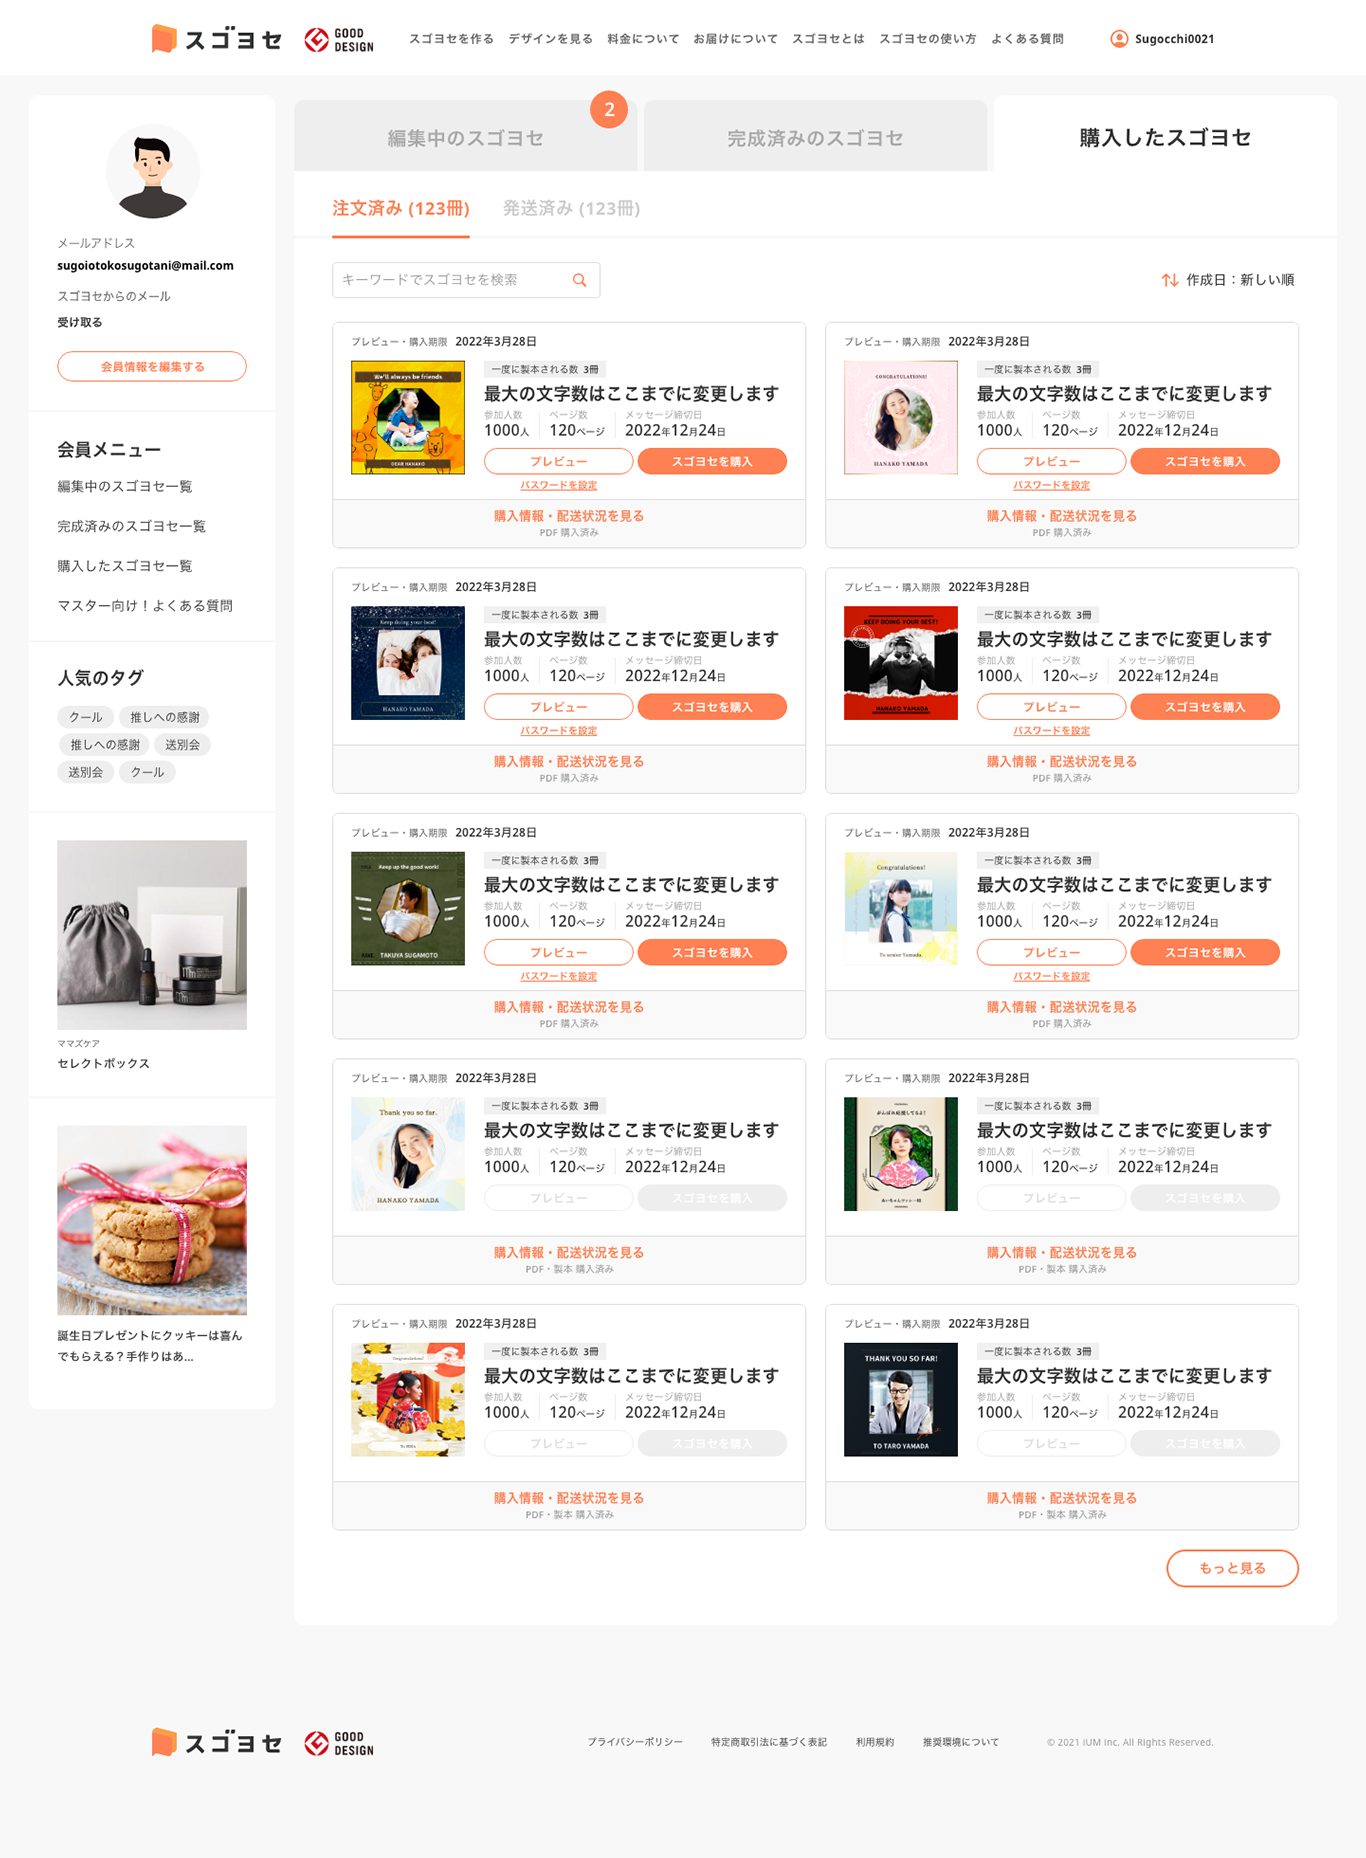 スゴヨセ GOOD DESIGN
スゴヨセを作る デザインを見る 料金について お届けについて スゴヨセとは スゴヨセの使い方 よくある質問
Sugocchi0021
メールアドレス
sugoiotokosugotani@mail.com
スゴヨセからのメール
受け取る
会員情報を編集する
会員メニュー
編集中のスゴヨセ一覧
完成済みのスゴヨセ一覧
購入したスゴヨセ一覧
マスター向け！よくある質問
人気のタグ
クール 推しへの感謝
推しへの感謝 送別会
送別会 クール
ママズケア
セレクトボックス
誕生日プレゼントにクッキーは喜ん
でもらえる？手作りはあ...
編集中のスゴヨセ 2
完成済みのスゴヨセ
購入したスゴヨセ
注文済み (123冊) 発送済み (123冊)
キーワードでスゴヨセを検索
作成日：新しい順
プレビュー・購入期限 2022年3月28日
We'll always be friends
DEAR HANAKO
一度に製本される数 3冊
最大の文字数はここまでに変更します
参加人数 ページ数 メッセージ締切日
1000人 120ページ 2022年12月24日
プレビュー スゴヨセを購入
パスワードを設定
購入情報・配送状況を見る
PDF 購入済み
プレビュー・購入期限 2022年3月28日
CONGRATULATIONS!!
HANAKO YAMADA
一度に製本される数 3冊
最大の文字数はここまでに変更します
参加人数 ページ数 メッセージ締切日
1000人 120ページ 2022年12月24日
プレビュー スゴヨセを購入
パスワードを設定
購入情報・配送状況を見る
PDF 購入済み
プレビュー・購入期限 2022年3月28日
Keep doing your best!
HANAKO YAMADA
一度に製本される数 3冊
最大の文字数はここまでに変更します
参加人数 ページ数 メッセージ締切日
1000人 120ページ 2022年12月24日
プレビュー スゴヨセを購入
パスワードを設定
購入情報・配送状況を見る
PDF 購入済み
プレビュー・購入期限 2022年3月28日
KEEP DOING YOUR BEST!
HANAKO YAMADA
一度に製本される数 3冊
最大の文字数はここまでに変更します
参加人数 ページ数 メッセージ締切日
1000人 120ページ 2022年12月24日
プレビュー スゴヨセを購入
パスワードを設定
購入情報・配送状況を見る
PDF 購入済み
プレビュー・購入期限 2022年3月28日
Keep up the good work!
TAKUYA SUGAMOTO
一度に製本される数 3冊
最大の文字数はここまでに変更します
参加人数 ページ数 メッセージ締切日
1000人 120ページ 2022年12月24日
プレビュー スゴヨセを購入
パスワードを設定
購入情報・配送状況を見る
PDF 購入済み
プレビュー・購入期限 2022年3月28日
Congratulations!
To senior Yamada
一度に製本される数 3冊
最大の文字数はここまでに変更します
参加人数 ページ数 メッセージ締切日
1000人 120ページ 2022年12月24日
プレビュー スゴヨセを購入
パスワードを設定
購入情報・配送状況を見る
PDF 購入済み
プレビュー・購入期限 2022年3月28日
Thank you so far.
HANAKO YAMADA
一度に製本される数 3冊
最大の文字数はここまでに変更します
参加人数 ページ数 メッセージ締切日
1000人 120ページ 2022年12月24日
プレビュー スゴヨセを購入
購入情報・配送状況を見る
PDF・製本 購入済み
プレビュー・購入期限 2022年3月28日
一度に製本される数 3冊
最大の文字数はここまでに変更します
参加人数 ページ数 メッセージ締切日
1000人 120ページ 2022年12月24日
プレビュー スゴヨセを購入
購入情報・配送状況を見る
PDF・製本 購入済み
プレビュー・購入期限 2022年3月28日
Congratulations!
一度に製本される数 3冊
最大の文字数はここまでに変更します
参加人数 ページ数 メッセージ締切日
1000人 120ページ 2022年12月24日
プレビュー スゴヨセを購入
購入情報・配送状況を見る
PDF・製本 購入済み
プレビュー・購入期限 2022年3月28日
THANK YOU SO FAR!
TO TARO YAMADA
一度に製本される数 3冊
最大の文字数はここまでに変更します
参加人数 ページ数 メッセージ締切日
1000人 120ページ 2022年12月24日
プレビュー スゴヨセを購入
購入情報・配送状況を見る
PDF・製本 購入済み
もっと見る
スゴヨセ GOOD DESIGN
プライバシーポリシー 特定商取引法に基づく表記 利用規約 推奨環境について
© 2021 iUM inc. All Rights Reserved.